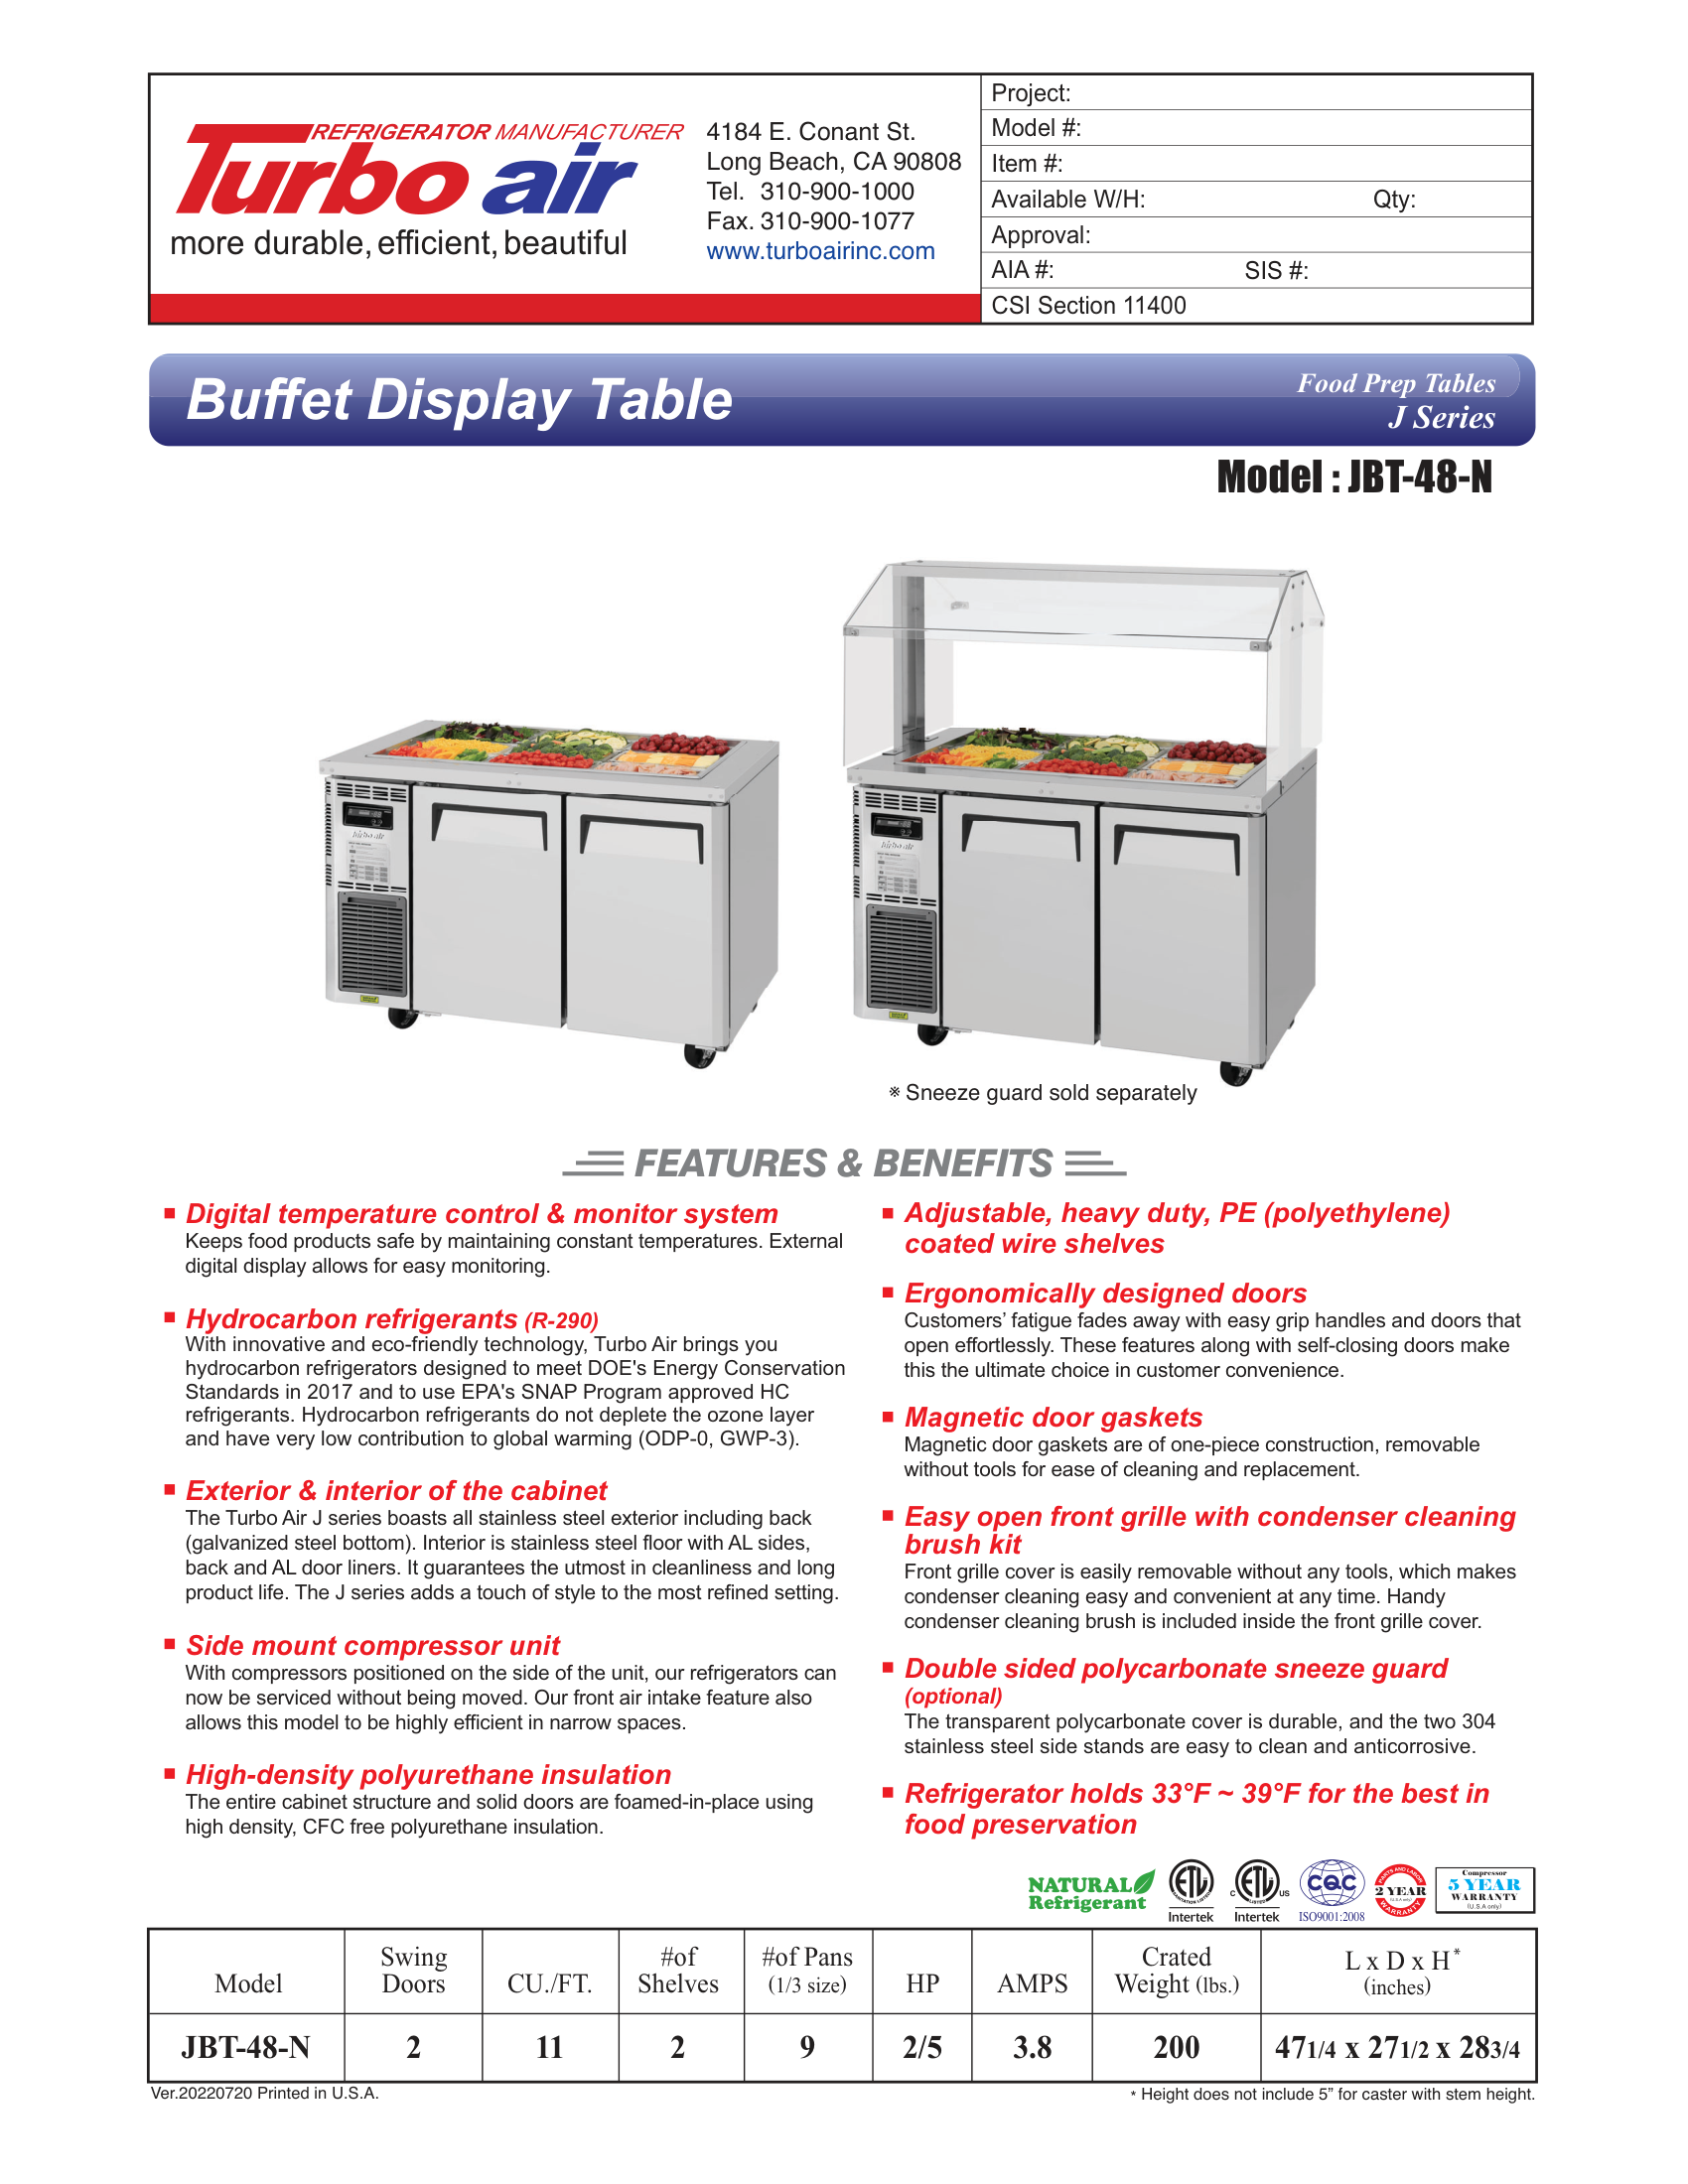 REFRIGERATOR MANUFACTURER
Turbo air
more durable, efficient, beautiful
4184 E. Conant St.
Long Beach, CA 90808
Tel. 310-900-1000
Fax. 310-900-1077
www.turboairinc.com
Project:
Model #:
Item #:
Available W/H: Qty:
Approval:
AIA #: SIS #:
CSI Section 11400
Buffet Display Table
Food Prep Tables
J Series
Model : JBT-48-N
Turbo air
Turbo air
※ Sneeze guard sold separately
FEATURES & BENEFITS
■ Digital temperature control & monitor system
Keeps food products safe by maintaining constant temperatures. External
digital display allows for easy monitoring.
■ Hydrocarbon refrigerants (R-290)
With innovative and eco-friendly technology, Turbo Air brings you
hydrocarbon refrigerators designed to meet DOE's Energy Conservation
Standards in 2017 and to use EPA's SNAP Program approved HC
refrigerants. Hydrocarbon refrigerants do not deplete the ozone layer
and have very low contribution to global warming (ODP-0, GWP-3).
■ Exterior & interior of the cabinet
The Turbo Air J series boasts all stainless steel exterior including back
(galvanized steel bottom). Interior is stainless steel floor with AL sides,
back and AL door liners. It guarantees the utmost in cleanliness and long
product life. The J series adds a touch of style to the most refined setting.
■ Side mount compressor unit
With compressors positioned on the side of the unit, our refrigerators can
now be serviced without being moved. Our front air intake feature also
allows this model to be highly efficient in narrow spaces.
■ High-density polyurethane insulation
The entire cabinet structure and solid doors are foamed-in-place using
high density, CFC free polyurethane insulation.
■ Adjustable, heavy duty, PE (polyethylene)
coated wire shelves
■ Ergonomically designed doors
Customers’ fatigue fades away with easy grip handles and doors that
open effortlessly. These features along with self-closing doors make
this the ultimate choice in customer convenience.
■ Magnetic door gaskets
Magnetic door gaskets are of one-piece construction, removable
without tools for ease of cleaning and replacement.
■ Easy open front grille with condenser cleaning
brush kit
Front grille cover is easily removable without any tools, which makes
condenser cleaning easy and convenient at any time. Handy
condenser cleaning brush is included inside the front grille cover.
■ Double sided polycarbonate sneeze guard
(optional)
The transparent polycarbonate cover is durable, and the two 304
stainless steel side stands are easy to clean and anticorrosive.
■ Refrigerator holds 33°F ~ 39°F for the best in
food preservation
NATURAL
Refrigerant
ETL
SANITATION LISTED
Intertek
C ETL US
LISTED
Intertek
CQC
ISO9001:2008
PARTS AND LABOR
2 YEAR
(U.S.A only)
WARRANTY
Compressor
5 YEAR
WARRANTY
(U.S.A only)
Model Swing Doors CU./FT. #of Shelves #of Pans (1/3 size) HP AMPS Crated Weight (lbs.) L x D x H* (inches)
JBT-48-N 2 11 2 9 2/5 3.8 200 471/4 x 271/2 x 283/4
Ver.20220720 Printed in U.S.A.
* Height does not include 5” for caster with stem height.